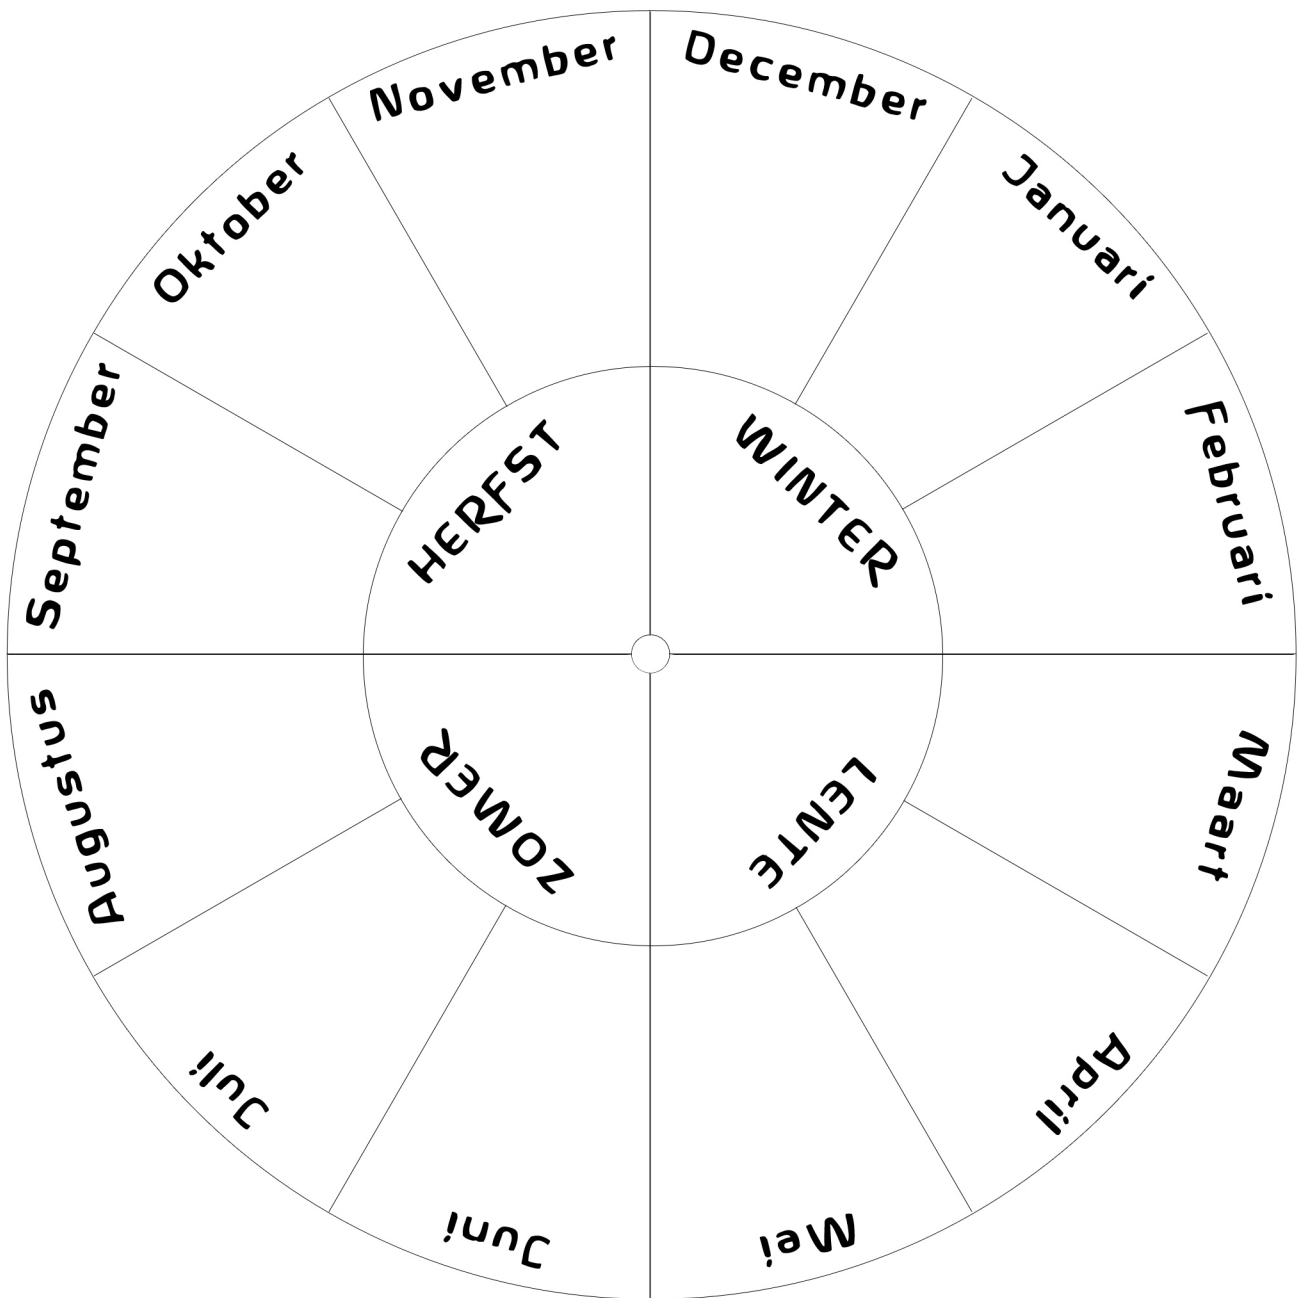 December
Januari
Februari
Maart
April
Mei
Juni
Juli
Augustus
September
Oktober
November
WINTER
LENTE
ZOMER
HERFST